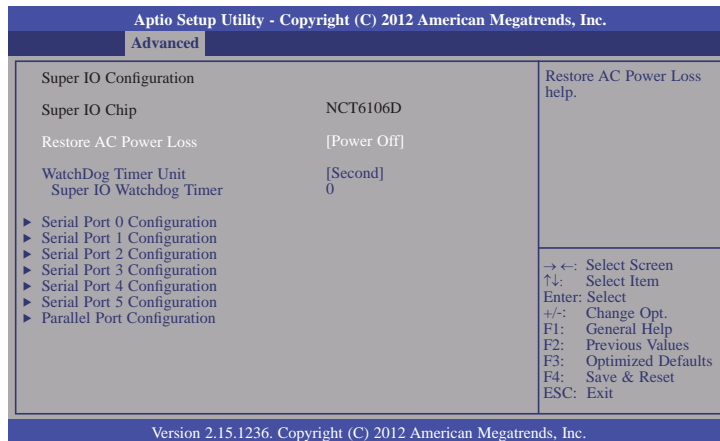 Aptio Setup Utility - Copyright (C) 2012 American Megatrends, Inc.
Advanced
Super IO Configuration
Super IO Chip NCT6106D
Restore AC Power Loss [Power Off]
WatchDog Timer Unit [Second]
Super IO Watchdog Timer 0
▶ Serial Port 0 Configuration
▶ Serial Port 1 Configuration
▶ Serial Port 2 Configuration
▶ Serial Port 3 Configuration
▶ Serial Port 4 Configuration
▶ Serial Port 5 Configuration
▶ Parallel Port Configuration
Restore AC Power Loss
help.
→←: Select Screen
↑↓: Select Item
Enter: Select
+/-: Change Opt.
F1: General Help
F2: Previous Values
F3: Optimized Defaults
F4: Save & Reset
ESC: Exit
Version 2.15.1236. Copyright (C) 2012 American Megatrends, Inc.